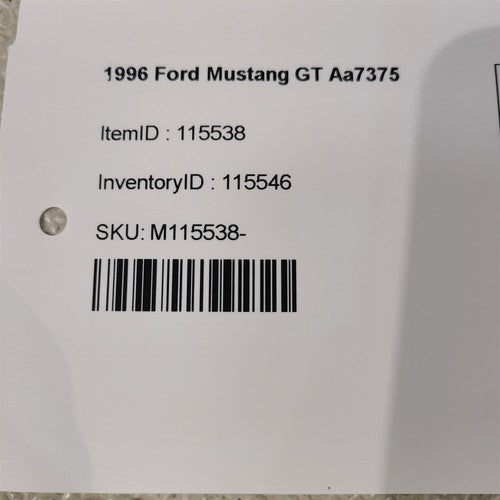 1996 Ford Mustang GT Aa7375
ItemID : 115538
InventoryID : 115546
SKU: M115538-